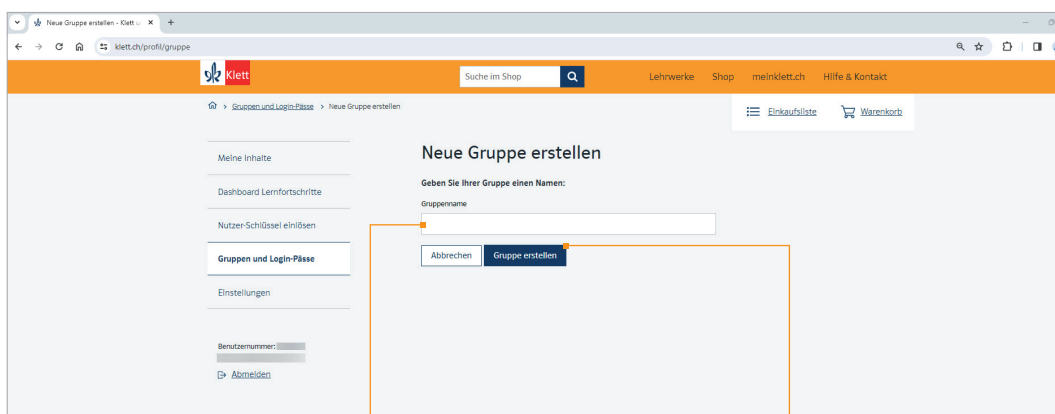 Neue Gruppe erstellen - Klett u
klett.ch/profil/gruppe
Klett
Suche im Shop
Lehrwerke Shop meinklett.ch Hilfe & Kontakt
> Gruppen und Login-Pässe > Neue Gruppe erstellen
Einkaufsliste Warenkorb
Meine Inhalte
Dashboard Lernfortschritte
Nutzer-Schlüssel einlösen
Gruppen und Login-Pässe
Einstellungen
Benutzernummer:
Abmelden
Neue Gruppe erstellen
Geben Sie Ihrer Gruppe einen Namen:
Gruppenname
Abbrechen Gruppe erstellen